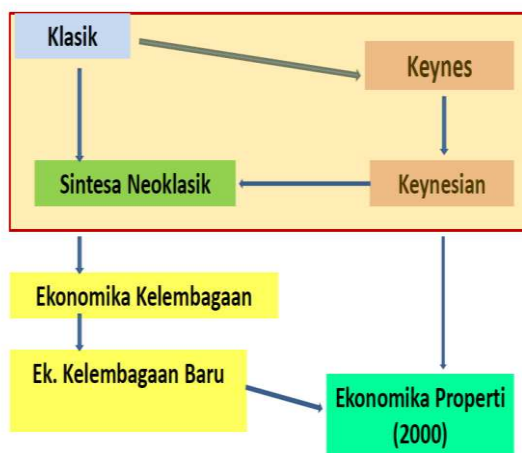 Klasik
Keynes
Sintesa Neoklasik
Keynesian
Ekonomika Kelembagaan
Ek. Kelembagaan Baru
Ekonomika Properti
(2000)